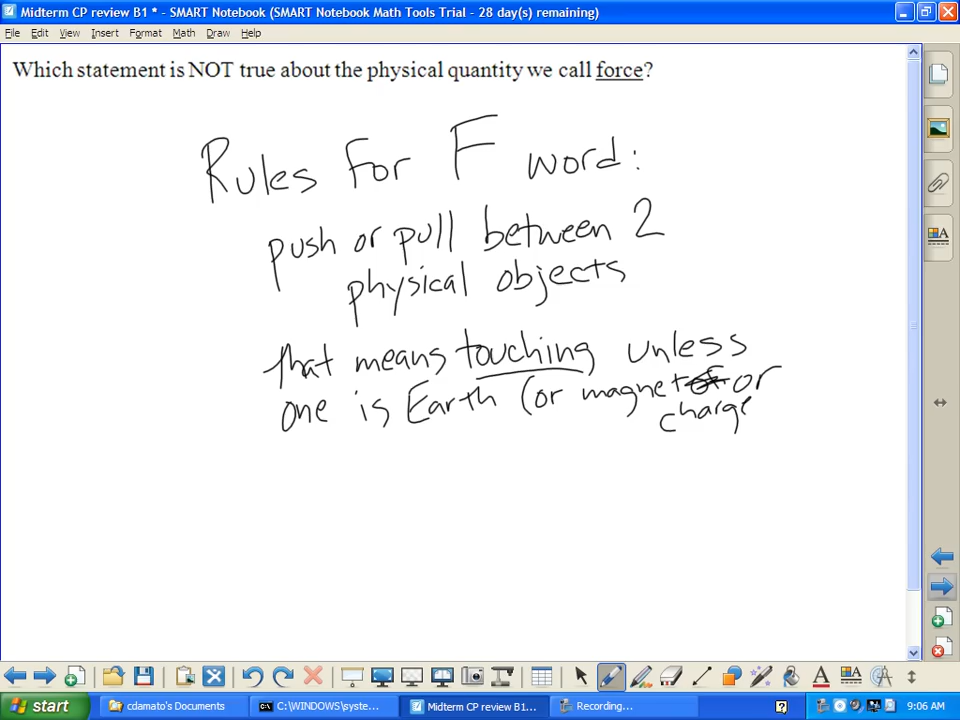 Midterm CP review B1 * - SMART Notebook (SMART Notebook Math Tools Trial - 28 day(s) remaining)
File Edit View Insert Format Math Draw Help
Which statement is NOT true about the physical quantity we call force?
Rules for F word:
push or pull between 2
physical objects
that means touching unless
one is Earth (or magnet or
charge
start cdamato's Documents C:\WINDOWS\syste... Midterm CP review B1... Recording... 9:06 AM